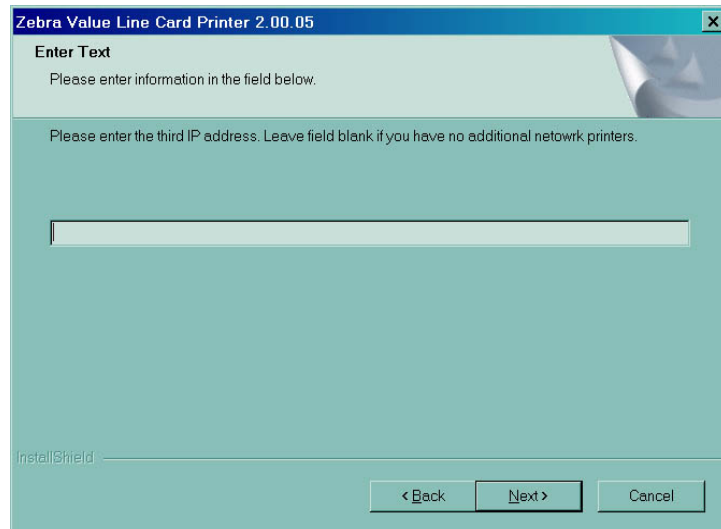 Zebra Value Line Card Printer 2.00.05
Enter Text
Please enter information in the field below.
Please enter the third IP address. Leave field blank if you have no additional netowrk printers.
InstallShield
< Back Next > Cancel